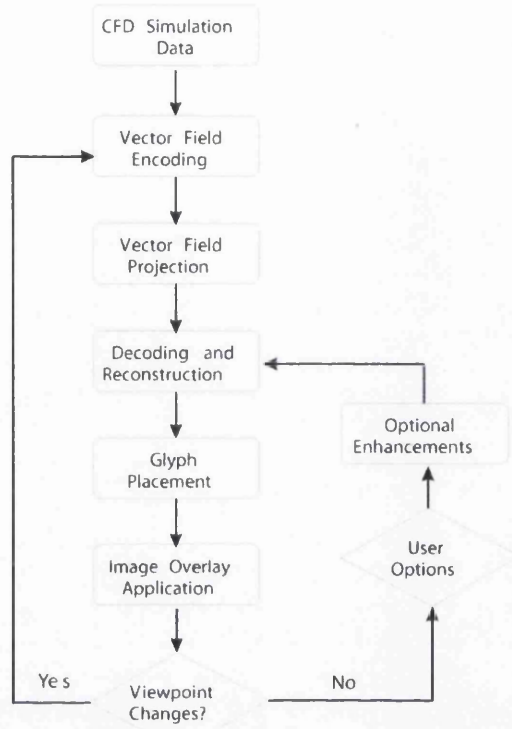 CFD Simulation
Data
Vector Field
Encoding
Vector Field
Projection
Decoding and
Reconstruction
Optional
Enhancements
Glyph
Placement
User
Options
Image Overlay
Application
Yes
No
Viewpoint
Changes?